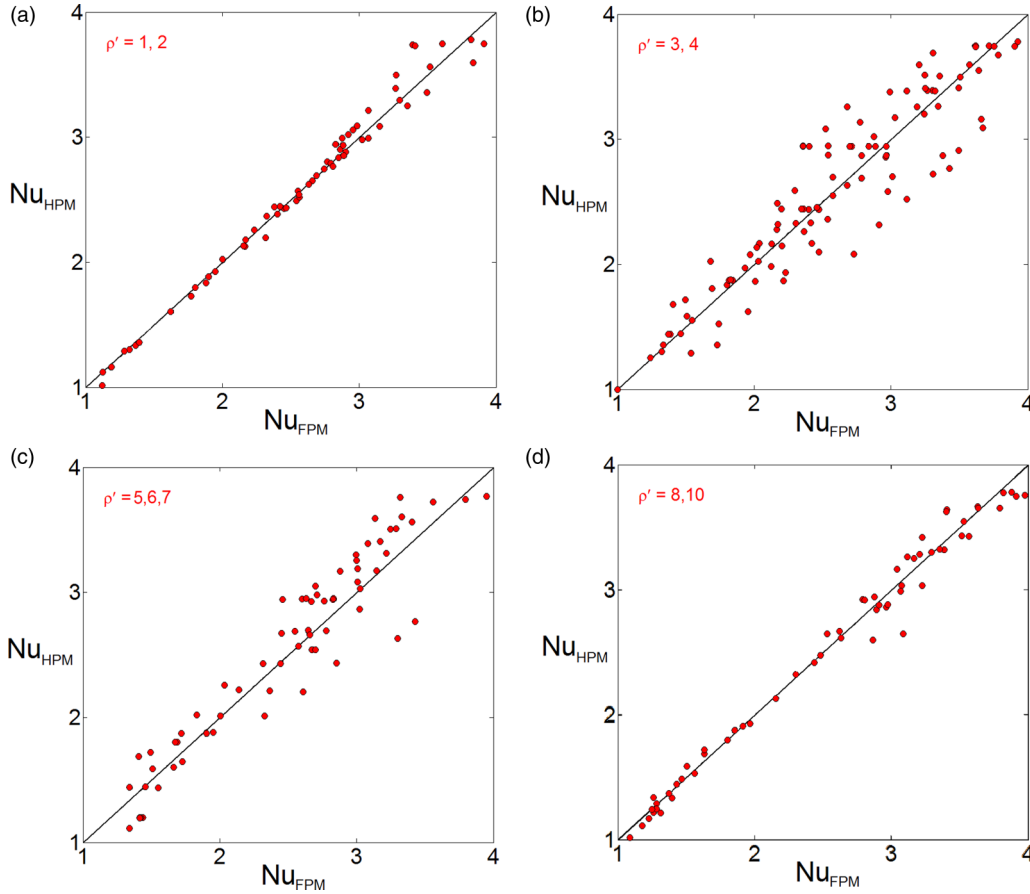 (a)
ρ′ = 1, 2
4
3
2
1
Nu_HPM
1 2 3 4
Nu_FPM
(b)
ρ′ = 3, 4
4
3
2
1
Nu_HPM
1 2 3 4
Nu_FPM
(c)
ρ′ = 5,6,7
4
3
2
1
Nu_HPM
1 2 3 4
Nu_FPM
(d)
ρ′ = 8,10
4
3
2
1
Nu_HPM
1 2 3 4
Nu_FPM